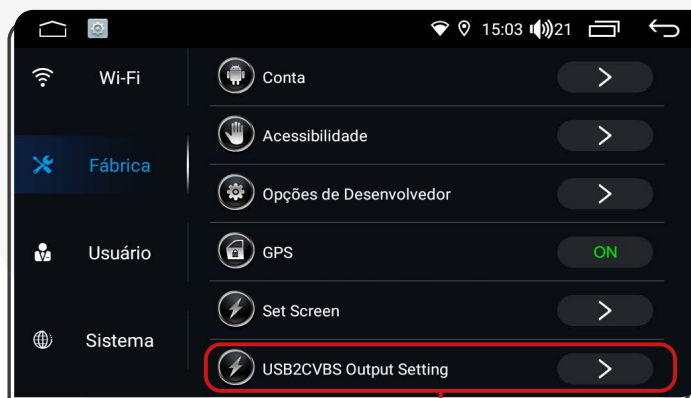 15:03 21
Wi-Fi
Fábrica
Usuário
Sistema
Conta
Acessibilidade
Opções de Desenvolvedor
GPS ON
Set Screen
USB2CVBS Output Setting